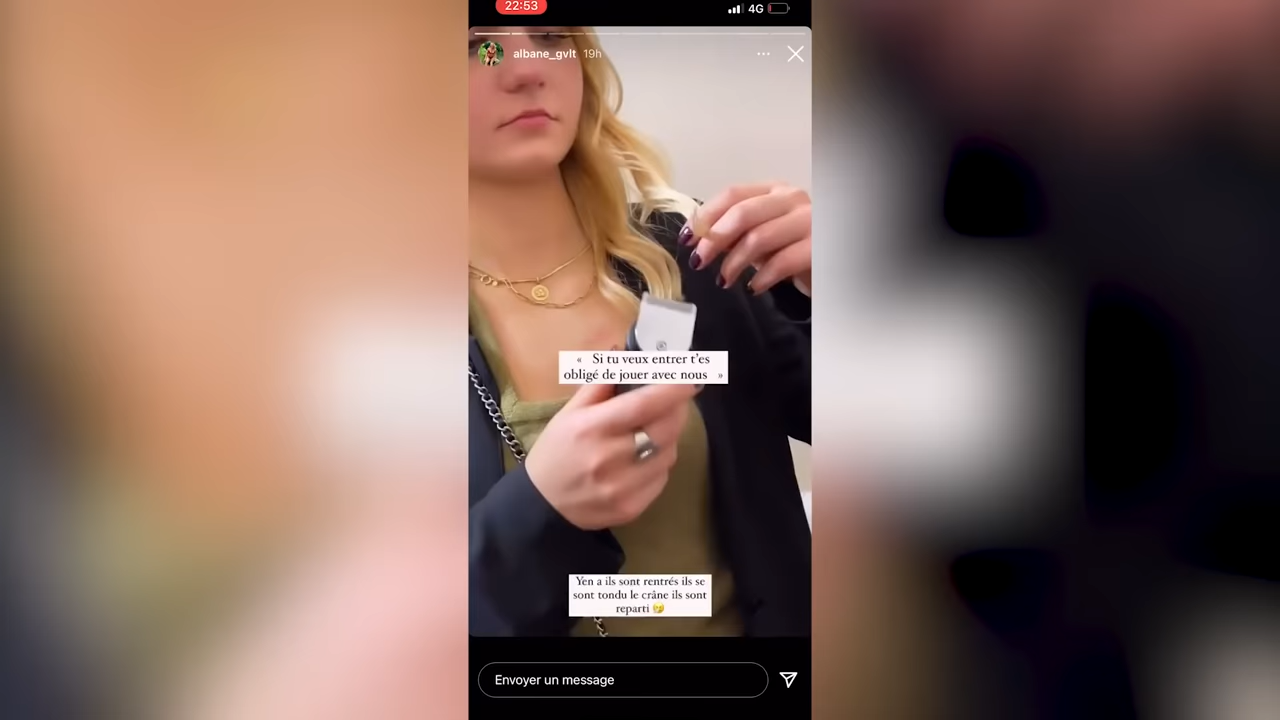 22:53
4G
albane_gvlt 19h
« Si tu veux entrer t'es
obligé de jouer avec nous »
Yen a ils sont rentrés ils se
sont tondu le crâne ils sont
reparti 🤣
Envoyer un message